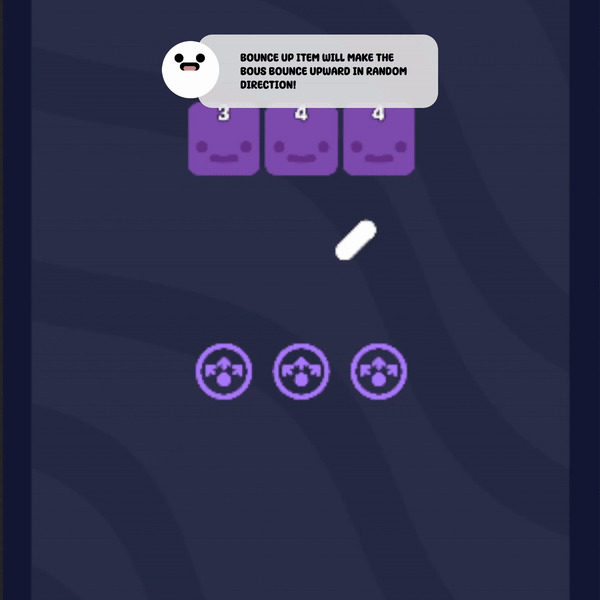 BOUNCE UP ITEM WILL MAKE THE
BOUS BOUNCE UPWARD IN RANDOM
DIRECTION!
3 4 4